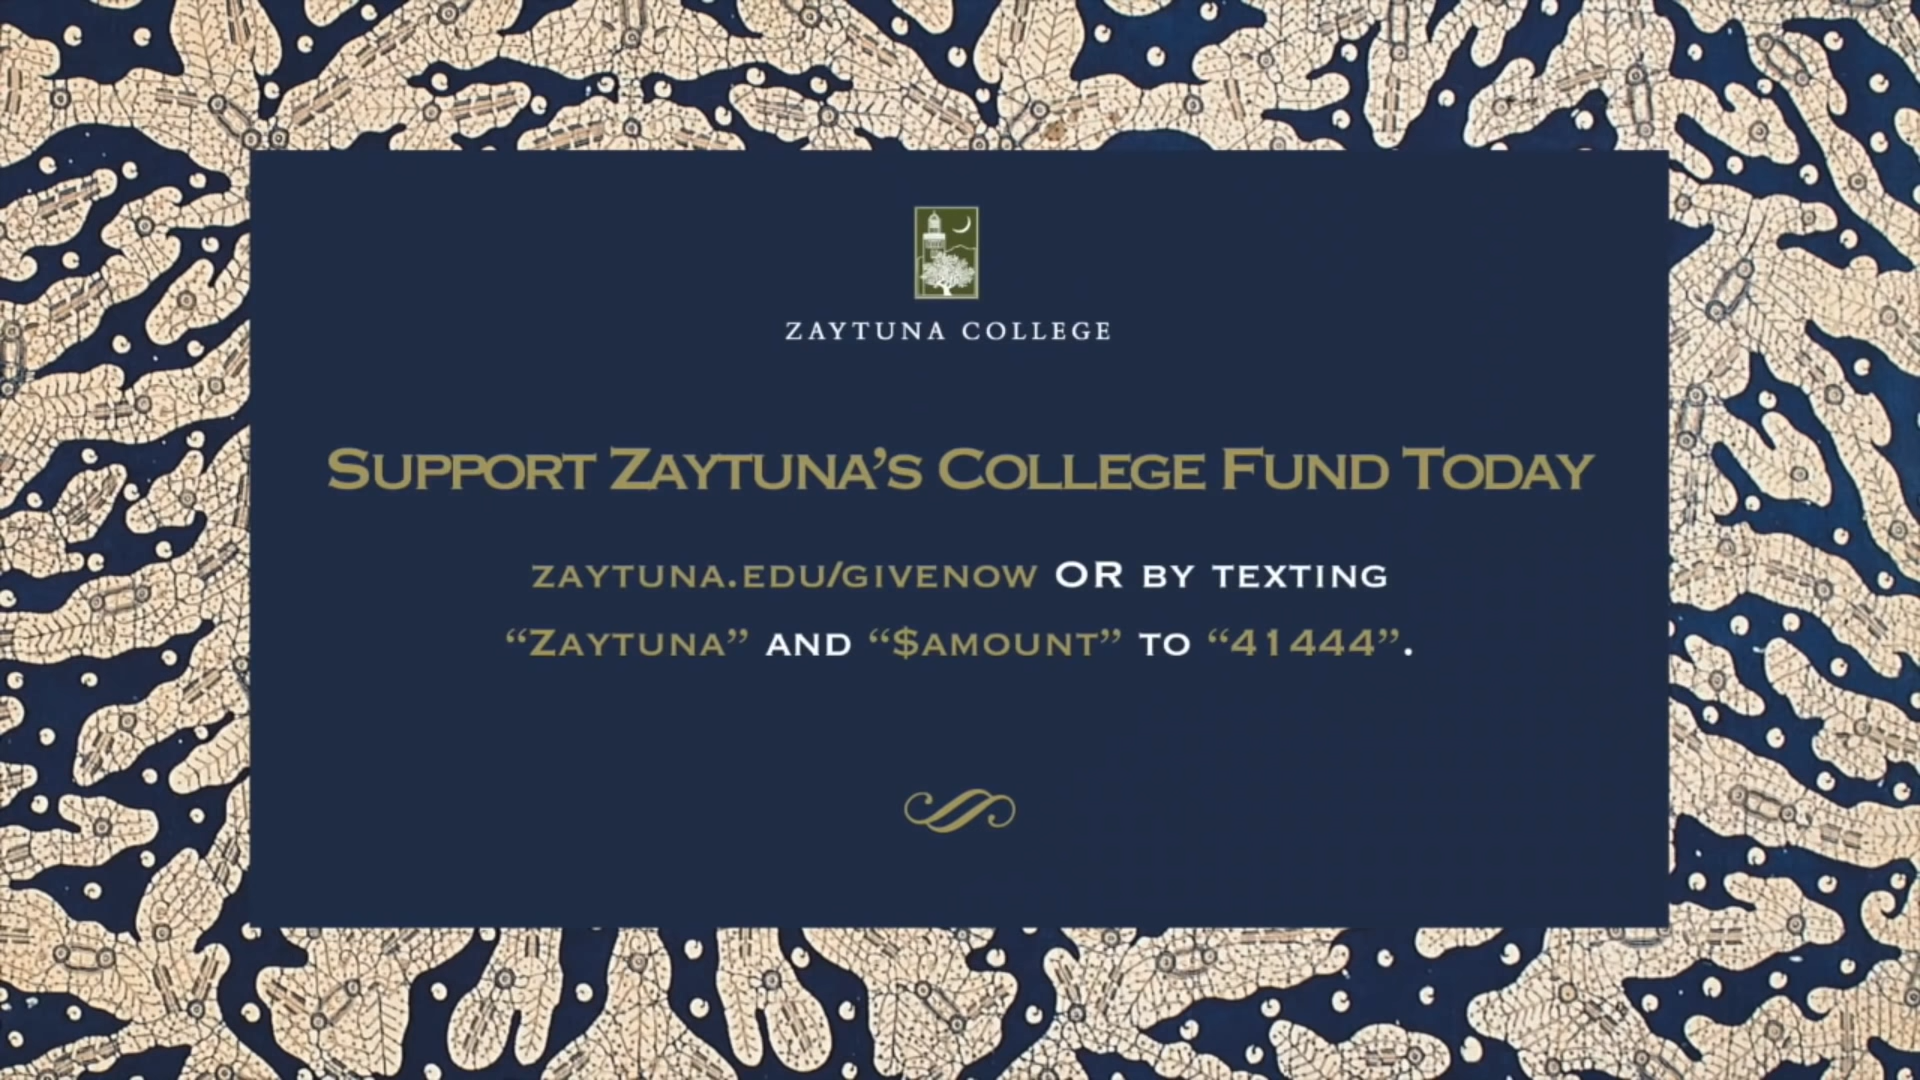 ZAYTUNA COLLEGE
SUPPORT ZAYTUNA’S COLLEGE FUND TODAY
ZAYTUNA.EDU/GIVENOW OR BY TEXTING
“ZAYTUNA” AND “$AMOUNT” TO “41444”.